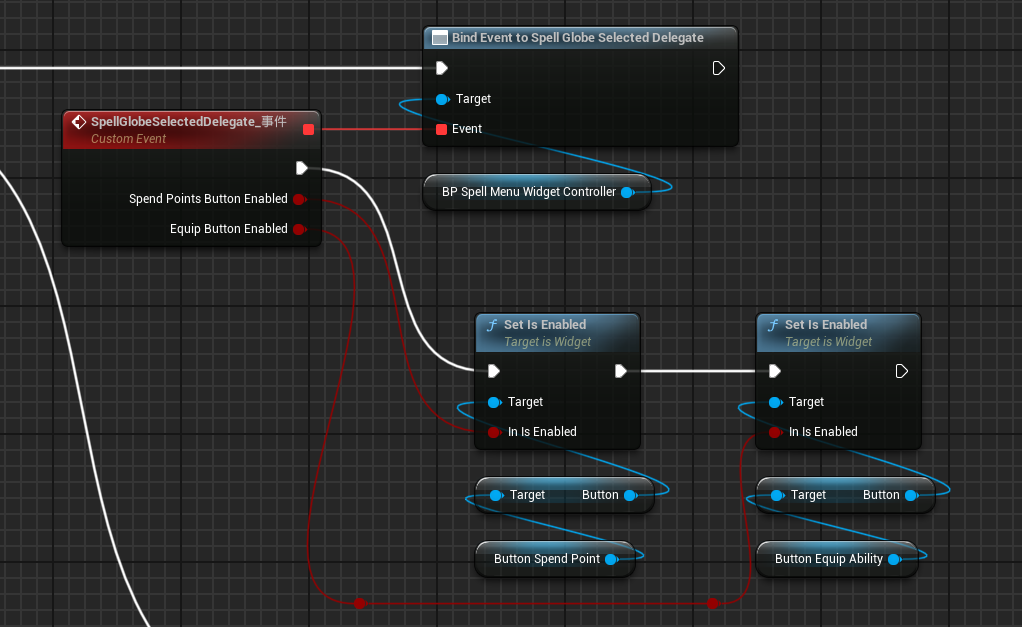 Bind Event to Spell Globe Selected Delegate
Target
Event
SpellGlobeSelectedDelegate_事件
Custom Event
Spend Points Button Enabled
Equip Button Enabled
BP Spell Menu Widget Controller
f Set Is Enabled
Target is Widget
Target
In Is Enabled
Target Button
Button Spend Point
f Set Is Enabled
Target is Widget
Target
In Is Enabled
Target Button
Button Equip Ability